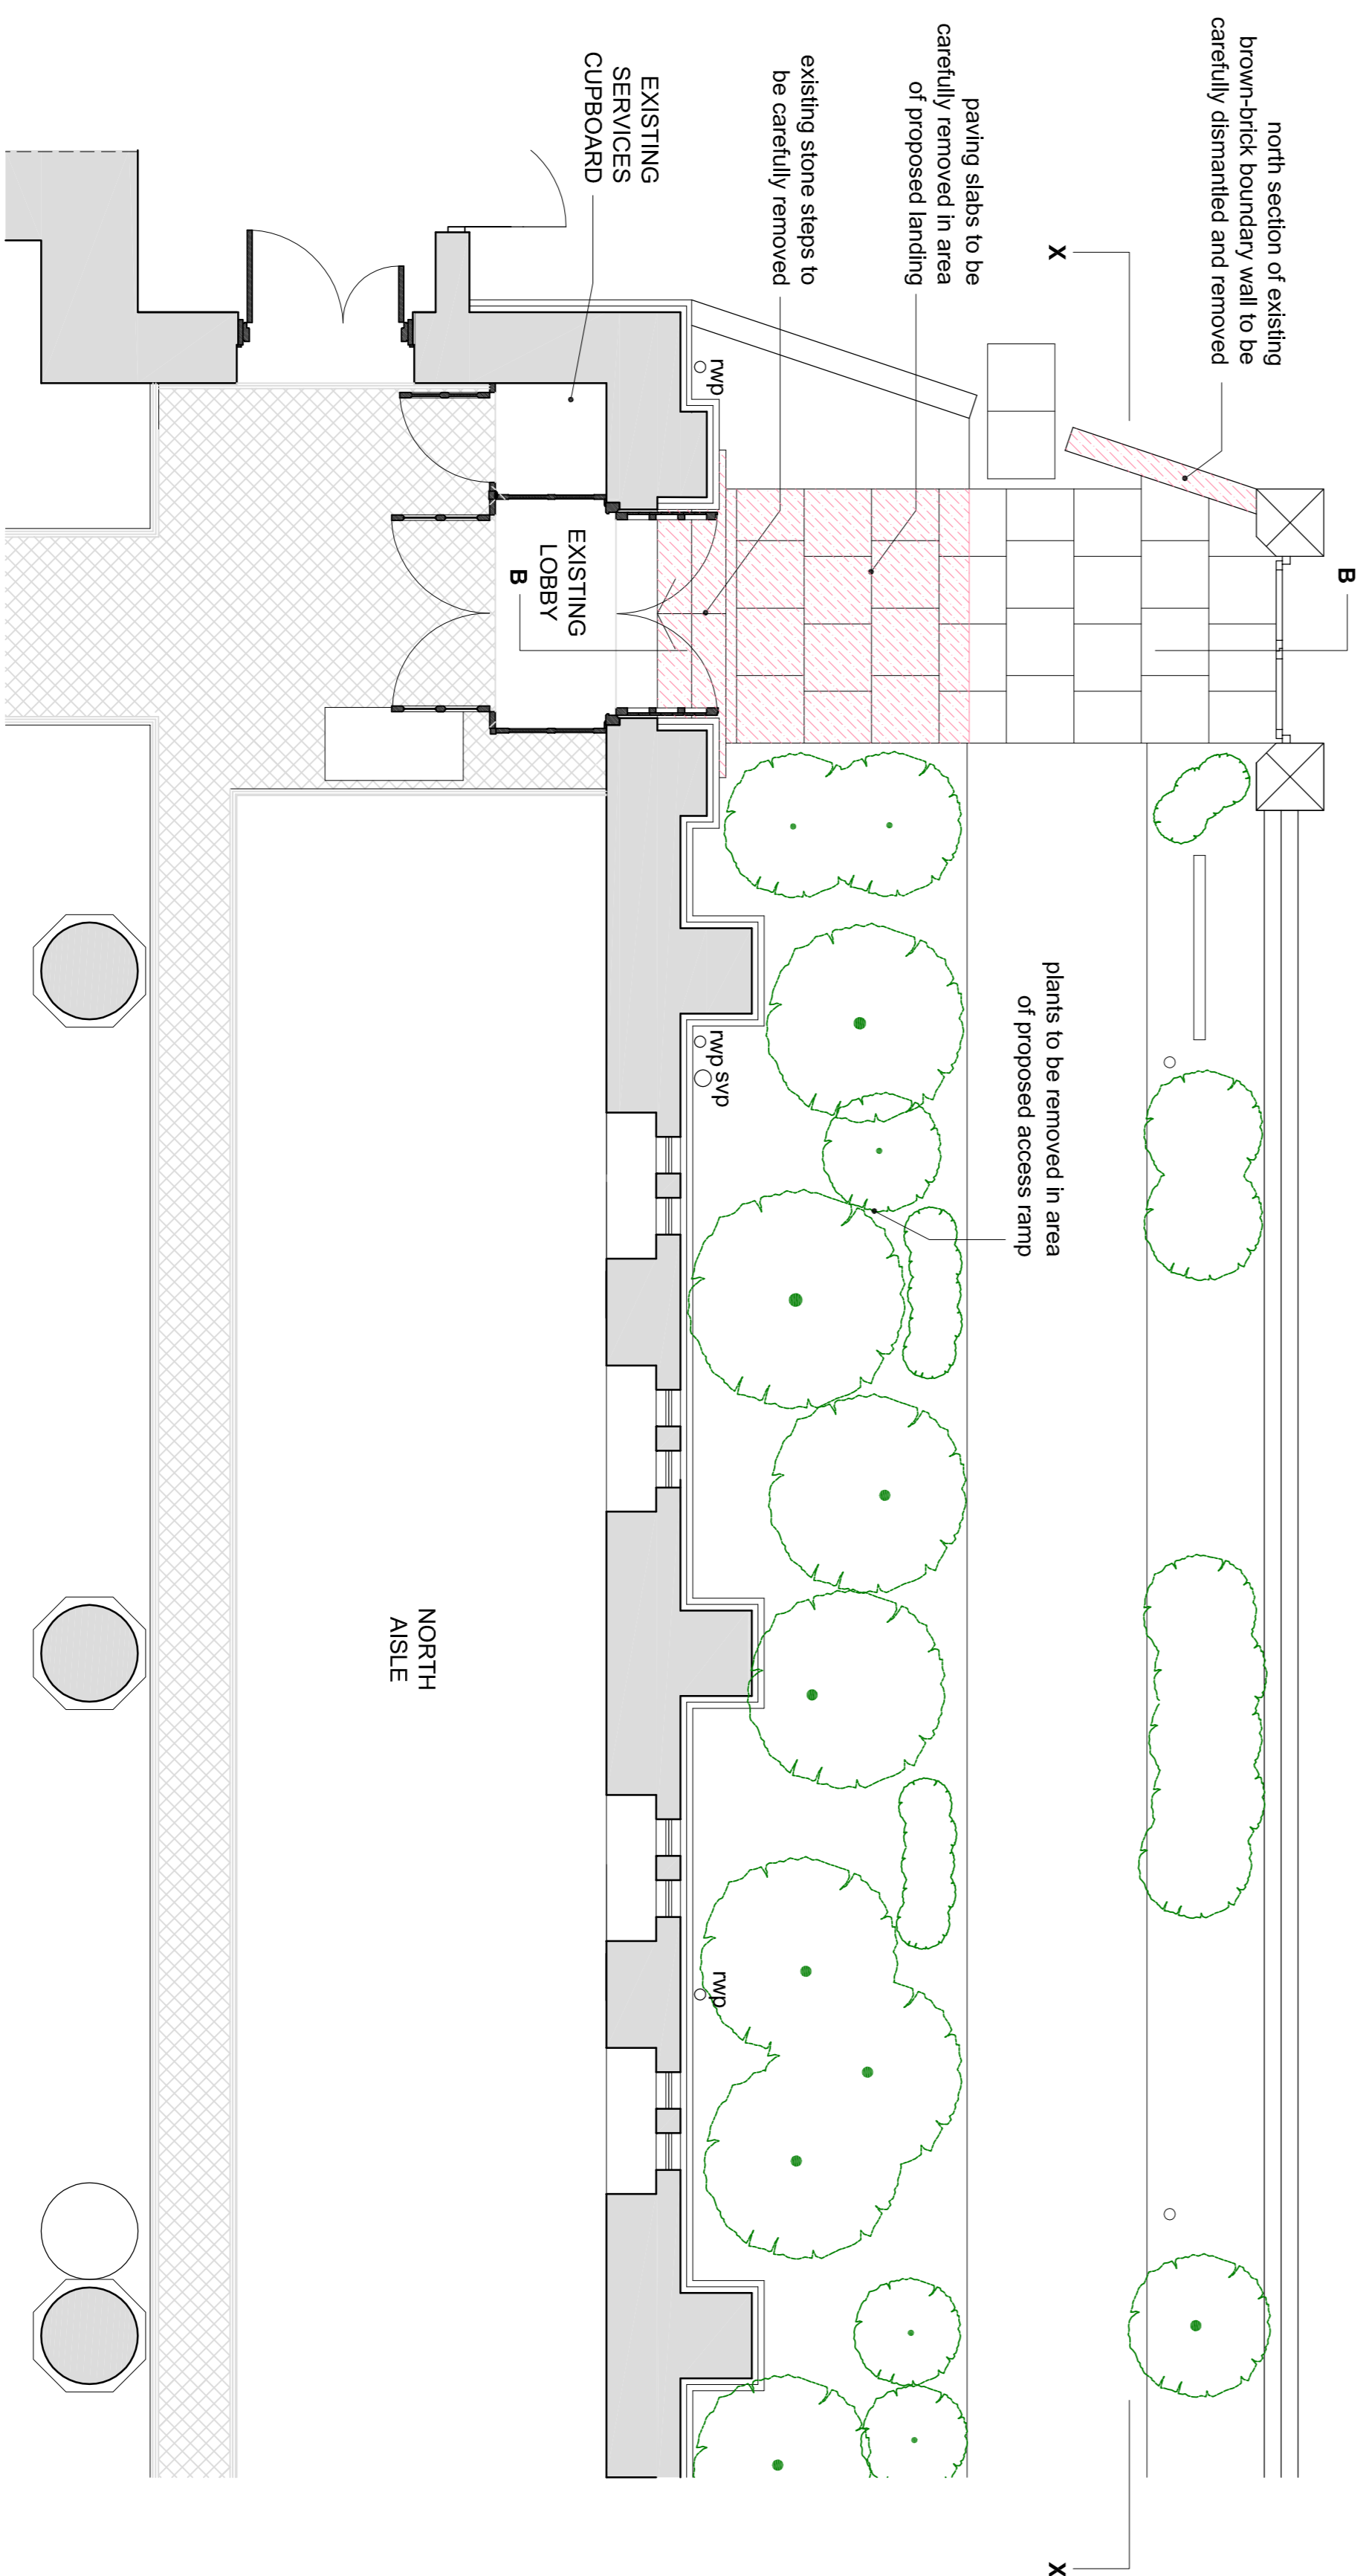 north section of existing
brown-brick boundary wall to be
carefully dismantled and removed
B
X
paving slabs to be
carefully removed in area
of proposed landing
existing stone steps to
be carefully removed
EXISTING
SERVICES
CUPBOARD
rwp
EXISTING
LOBBY
B
plants to be removed in area
of proposed access ramp
rwp svp
NORTH
AISLE
rwp
X